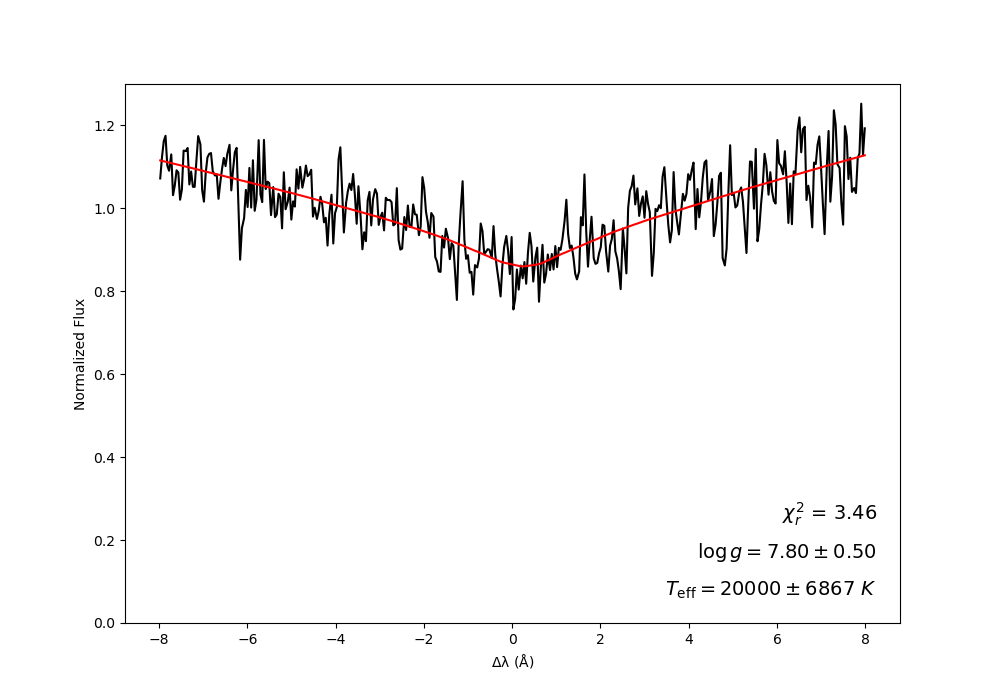 1.2
1.0
0.8
0.6
0.4
0.2
0.0
Normalized Flux
χ²ᵣ = 3.46
log g = 7.80 ± 0.50
T_eff = 20000 ± 6867 K
−8 −6 −4 −2 0 2 4 6 8
Δλ (Å)